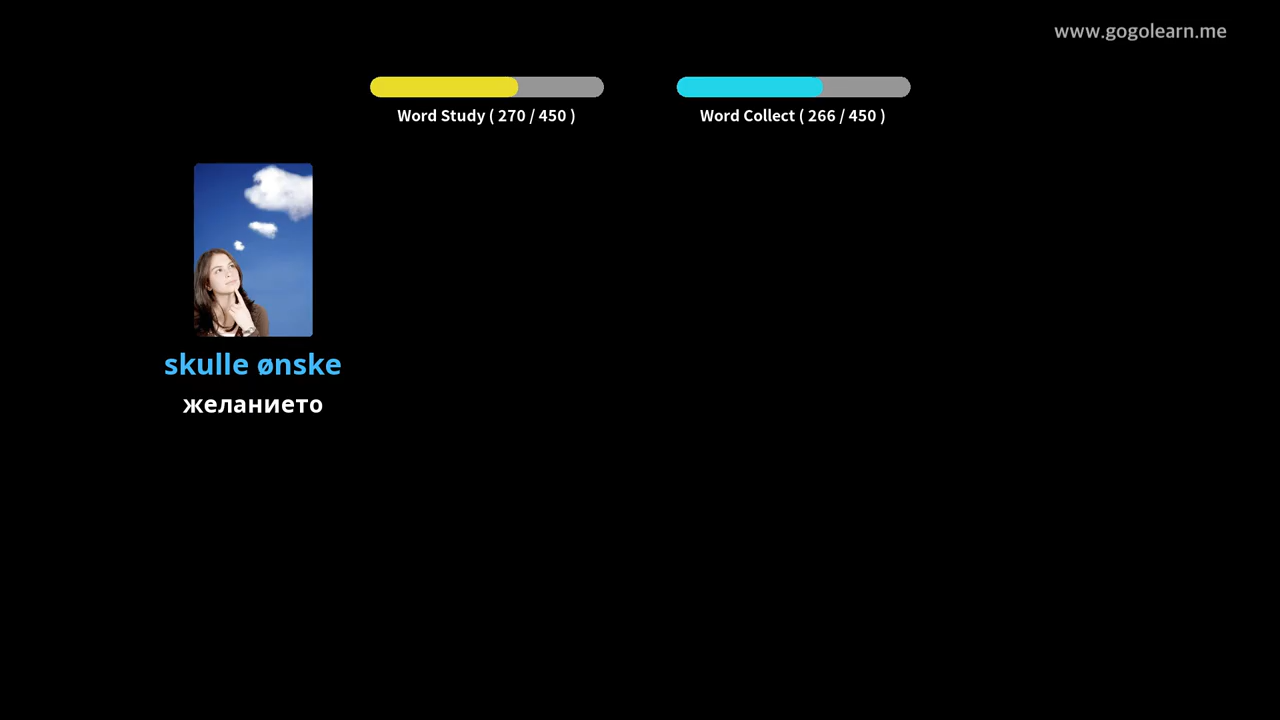 www.gogolearn.me
Word Study ( 270 / 450 )
Word Collect ( 266 / 450 )
skulle ønske
желанието